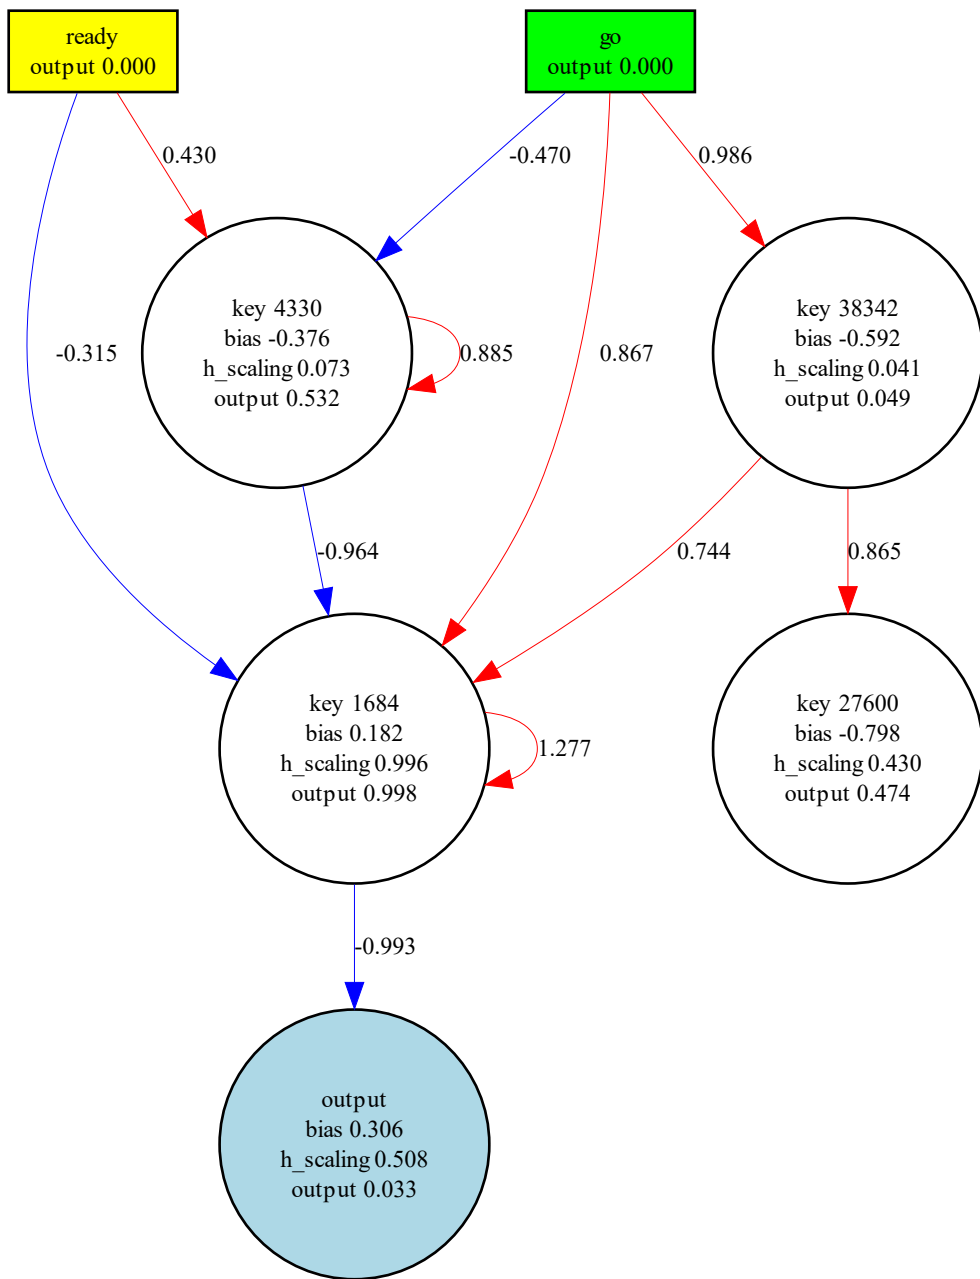 ready
output 0.000
go
output 0.000
0.430
-0.470
0.986
key 4330
bias -0.376
h_scaling 0.073
output 0.532
key 38342
bias -0.592
h_scaling 0.041
output 0.049
-0.315
0.885
0.867
-0.964
0.744
0.865
key 1684
bias 0.182
h_scaling 0.996
output 0.998
1.277
key 27600
bias -0.798
h_scaling 0.430
output 0.474
-0.993
output
bias 0.306
h_scaling 0.508
output 0.033